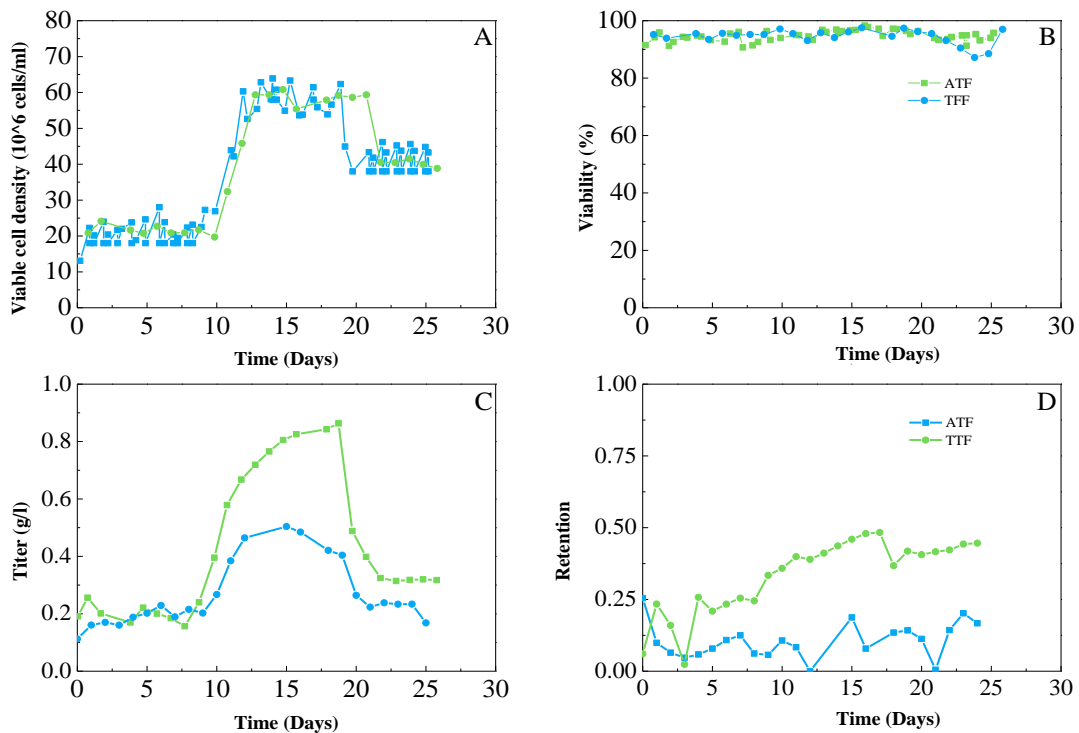 A
Viable cell density (10^6 cells/ml)
80
70
60
50
40
30
20
10
0
0 5 10 15 20 25 30
Time (Days)
B
Viability (%)
100
80
60
40
20
0
ATF
TFF
0 5 10 15 20 25 30
Time (Days)
C
Titer (g/l)
1.0
0.8
0.6
0.4
0.2
0.0
0 5 10 15 20 25 30
Time (Days)
D
Retention
1.00
0.75
0.50
0.25
0.00
ATF
TTF
0 5 10 15 20 25 30
Time (Days)